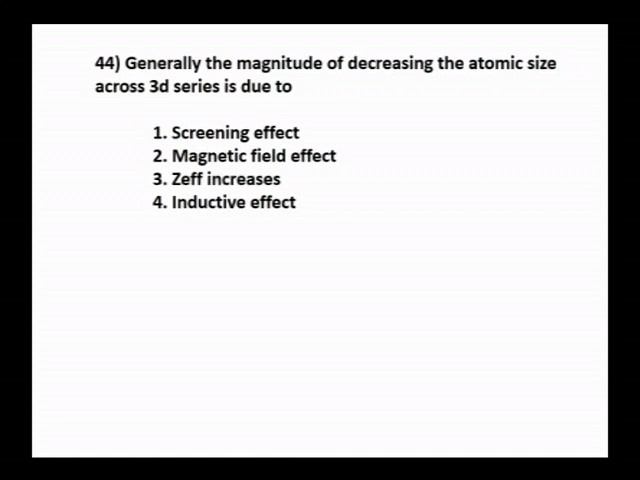 44) Generally the magnitude of decreasing the atomic size
across 3d series is due to
1. Screening effect
2. Magnetic field effect
3. Zeff increases
4. Inductive effect